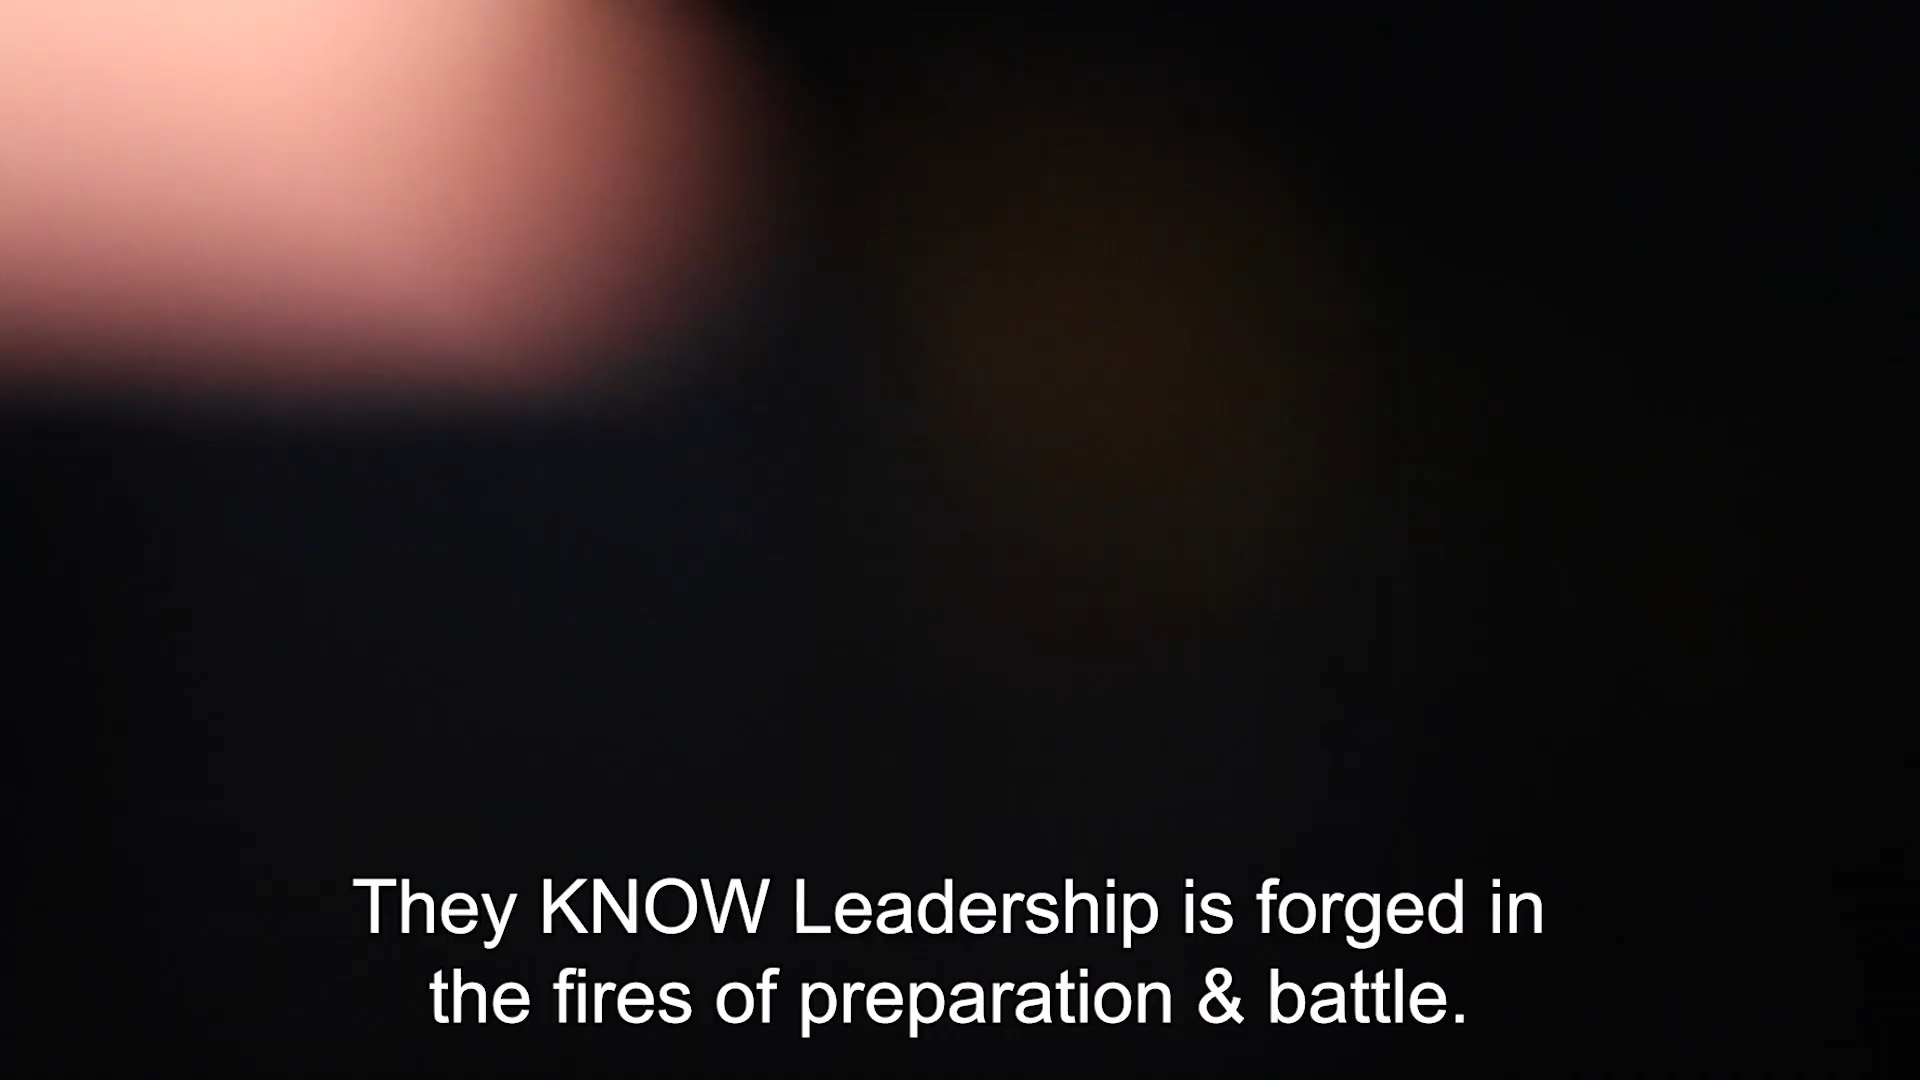 They KNOW Leadership is forged in
the fires of preparation & battle.